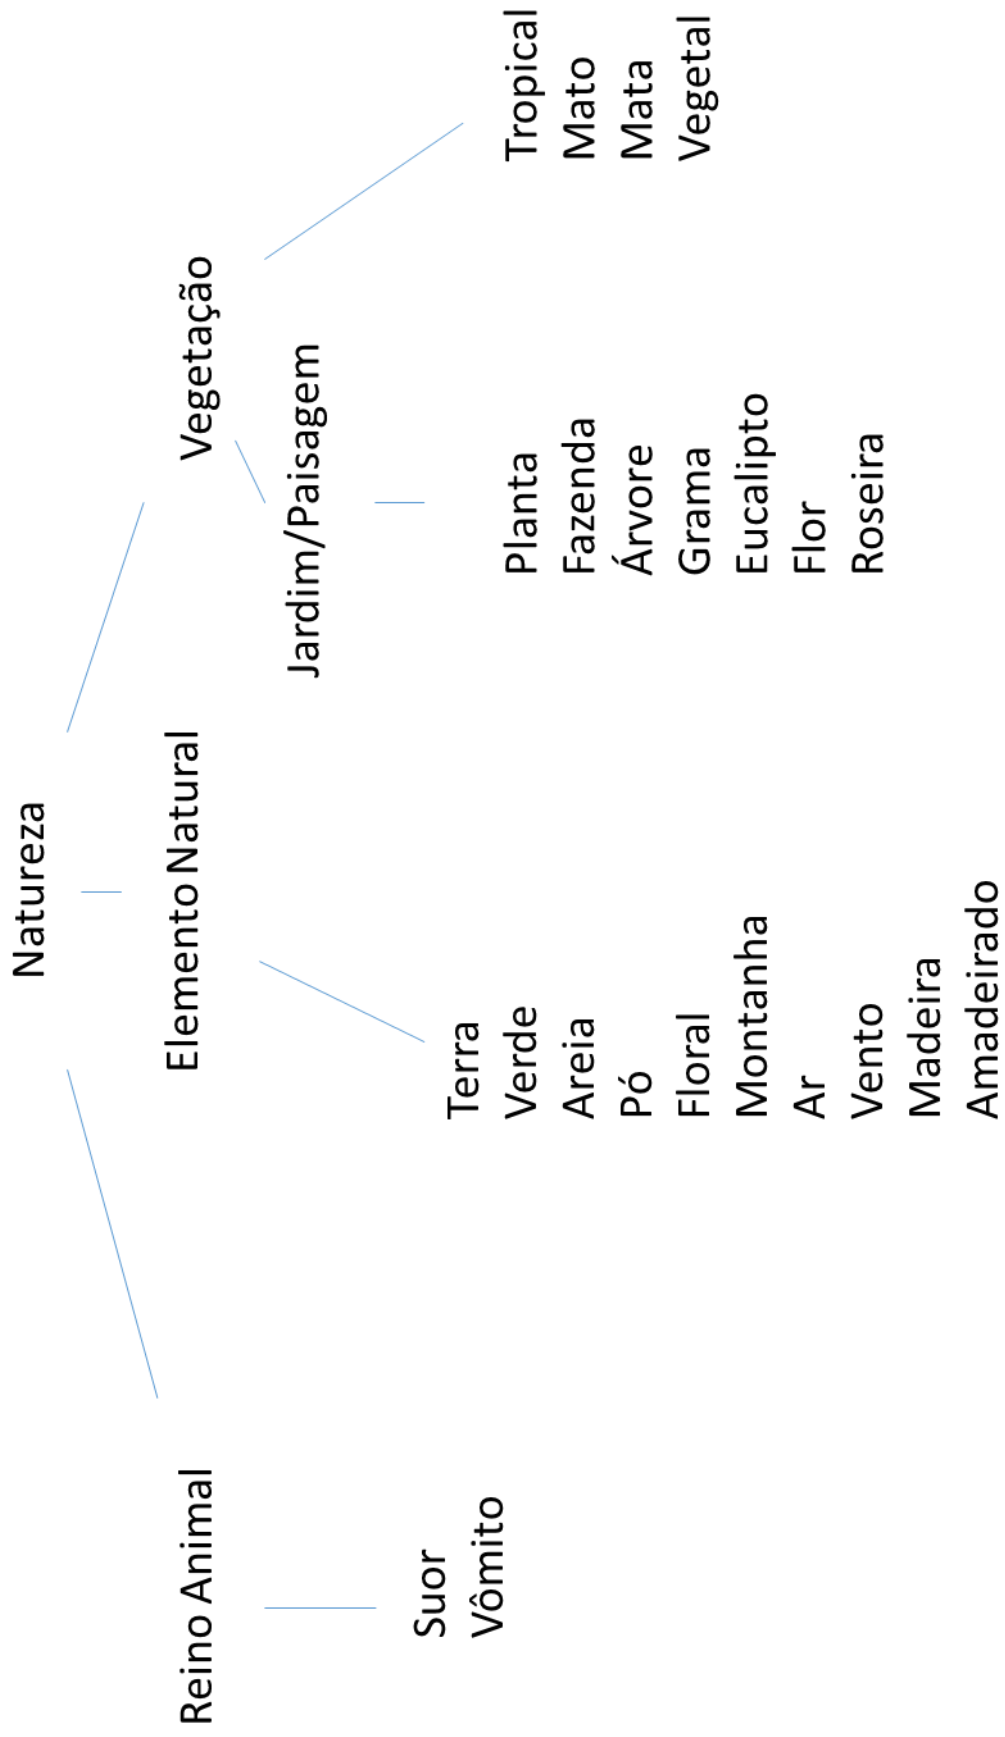 Natureza
Reino Animal
Elemento Natural
Vegetação
Jardim/Paisagem
Suor
Vômito
Terra
Verde
Areia
Pó
Floral
Montanha
Ar
Vento
Madeira
Amadeirado
Planta
Fazenda
Árvore
Grama
Eucalipto
Flor
Roseira
Tropical
Mato
Mata
Vegetal